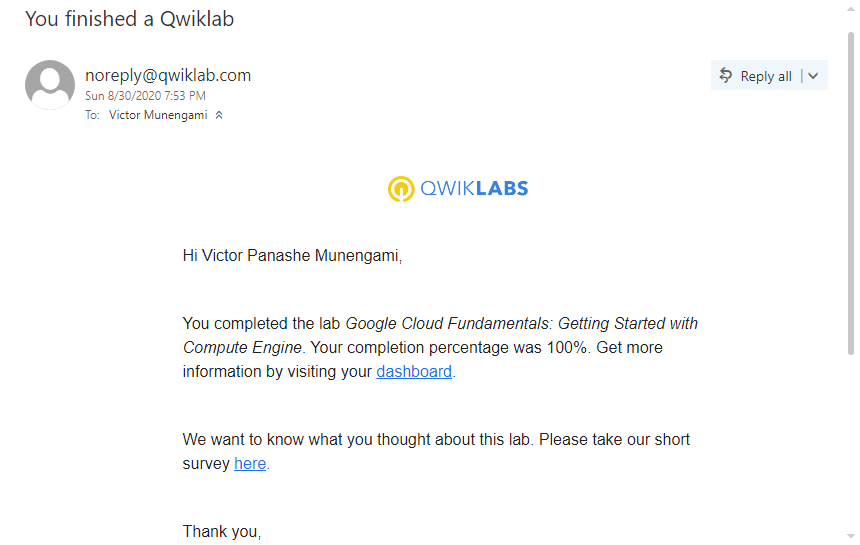 You finished a Qwiklab
noreply@qwiklab.com
Reply all
Sun 8/30/2020 7:53 PM
To: Victor Munengami
QWIKLABS
Hi Victor Panashe Munengami,
You completed the lab Google Cloud Fundamentals: Getting Started with
Compute Engine. Your completion percentage was 100%. Get more
information by visiting your dashboard.
We want to know what you thought about this lab. Please take our short
survey here.
Thank you,